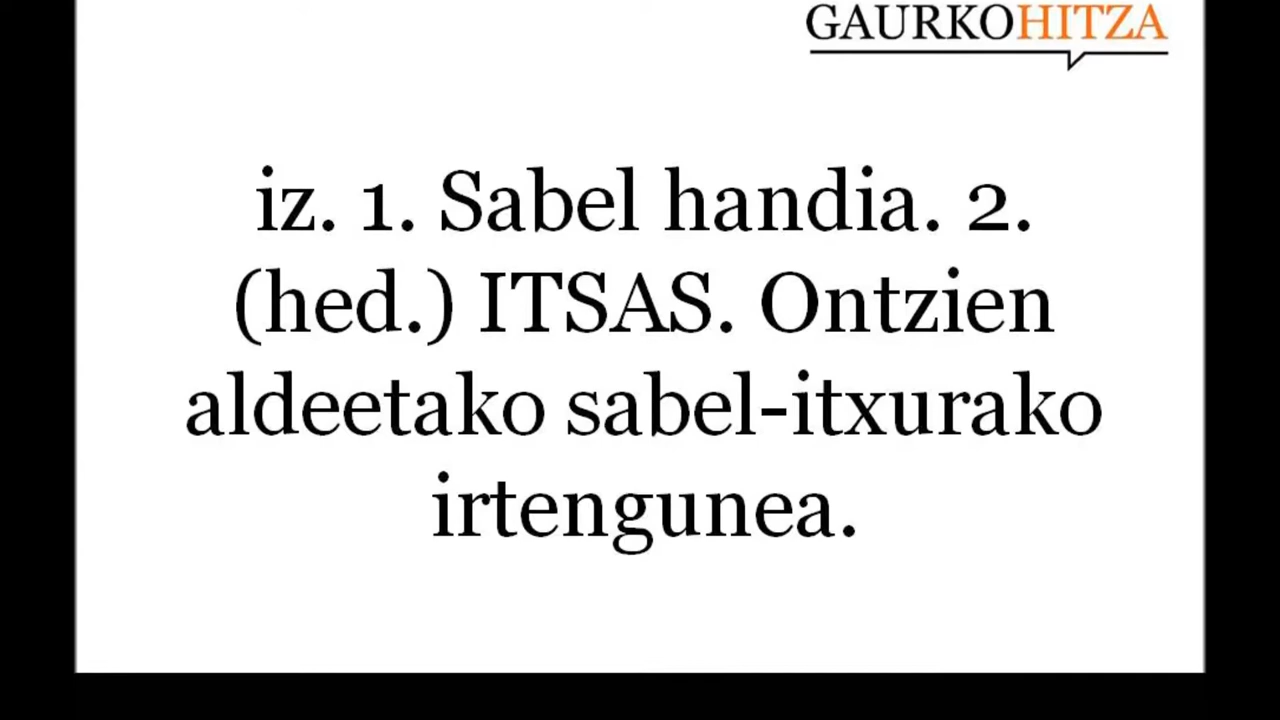 GAURKOHITZA
iz. 1. Sabel handia. 2.
(hed.) ITSAS. Ontzien
aldeetako sabel-itxurako
irtengunea.